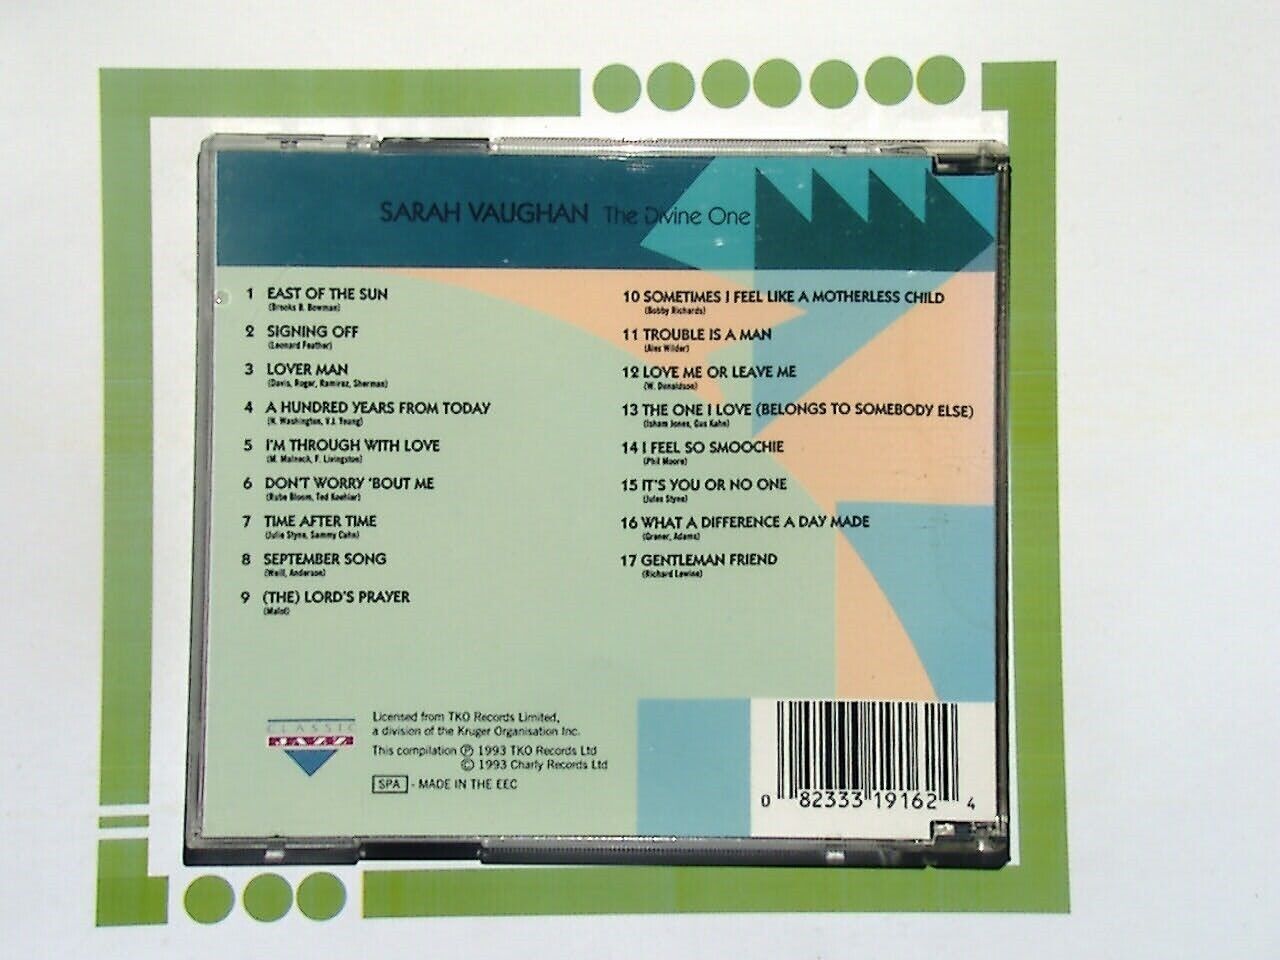 SARAH VAUGHAN The Divine One
1 EAST OF THE SUN
(Brooks B. Bowman)
2 SIGNING OFF
(Leonard Feather)
3 LOVER MAN
(Davis, Roger, Ramirez, Sherman)
4 A HUNDRED YEARS FROM TODAY
(N. Washington, V.J. Young)
5 I'M THROUGH WITH LOVE
(M. Malneck, F. Livingston)
6 DON'T WORRY 'BOUT ME
(Rube Bloom, Ted Koehler)
7 TIME AFTER TIME
(Julie Styne, Sammy Cahn)
8 SEPTEMBER SONG
(Weill, Anderson)
9 (THE) LORD'S PRAYER
(Malot)
10 SOMETIMES I FEEL LIKE A MOTHERLESS CHILD
(Bobby Richards)
11 TROUBLE IS A MAN
(Alec Wilder)
12 LOVE ME OR LEAVE ME
(W. Donaldson)
13 THE ONE I LOVE (BELONGS TO SOMEBODY ELSE)
(Isham Jones, Gus Kahn)
14 I FEEL SO SMOOCHIE
(Phil Moore)
15 IT'S YOU OR NO ONE
(Jules Styne)
16 WHAT A DIFFERENCE A DAY MADE
(Grener, Adams)
17 GENTLEMAN FRIEND
(Richard Lewine)
CLASSIC
JAZZ
Licensed from TKO Records Limited,
a division of the Kruger Organisation Inc.
This compilation Ⓟ 1993 TKO Records Ltd
© 1993 Charly Records Ltd
SPA - MADE IN THE EEC
0 82333 19162 4